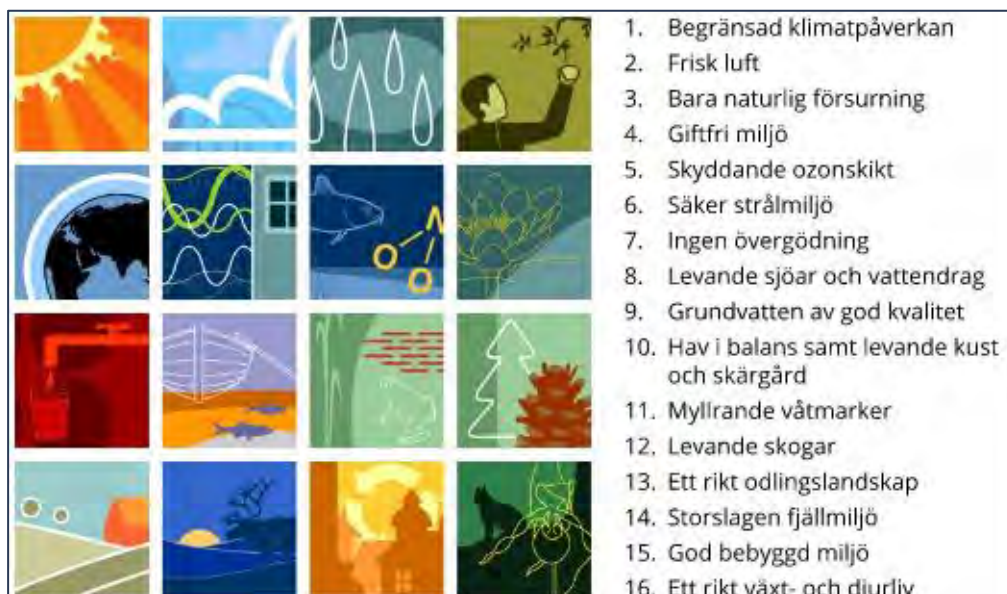 O N
O
1. Begränsad klimatpåverkan
2. Frisk luft
3. Bara naturlig försurning
4. Giftfri miljö
5. Skyddande ozonskikt
6. Säker strålmiljö
7. Ingen övergödning
8. Levande sjöar och vattendrag
9. Grundvatten av god kvalitet
10. Hav i balans samt levande kust
och skärgård
11. Myllrande våtmarker
12. Levande skogar
13. Ett rikt odlingslandskap
14. Storslagen fjällmiljö
15. God bebyggd miljö
16. Ett rikt växt- och djurliv